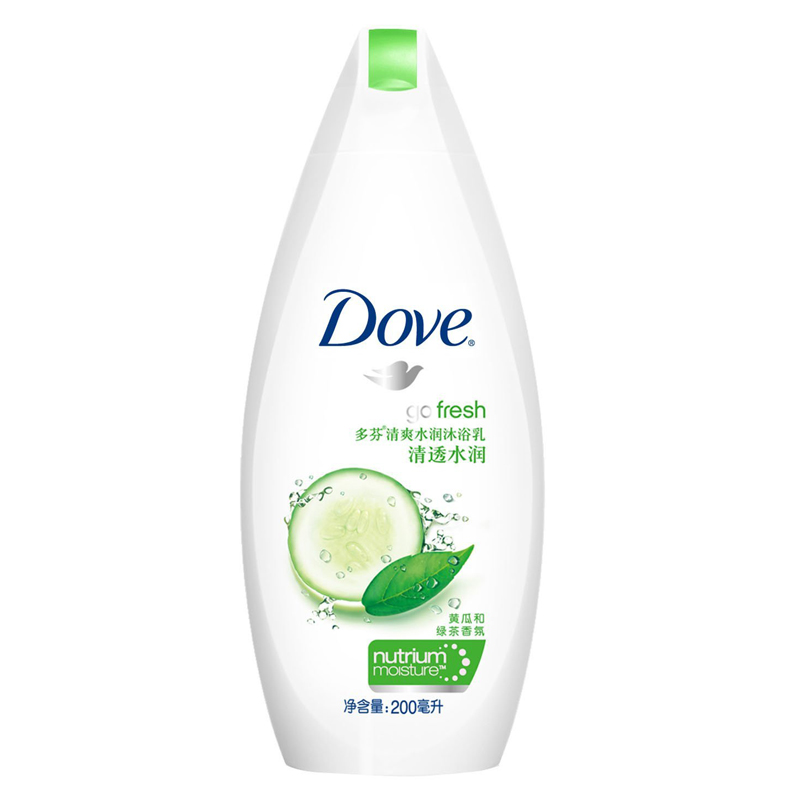 Dove®
go fresh
多芬®清爽水润沐浴乳
清透水润
黄瓜和
绿茶香氛
nutrium
moisture™
净含量:200毫升